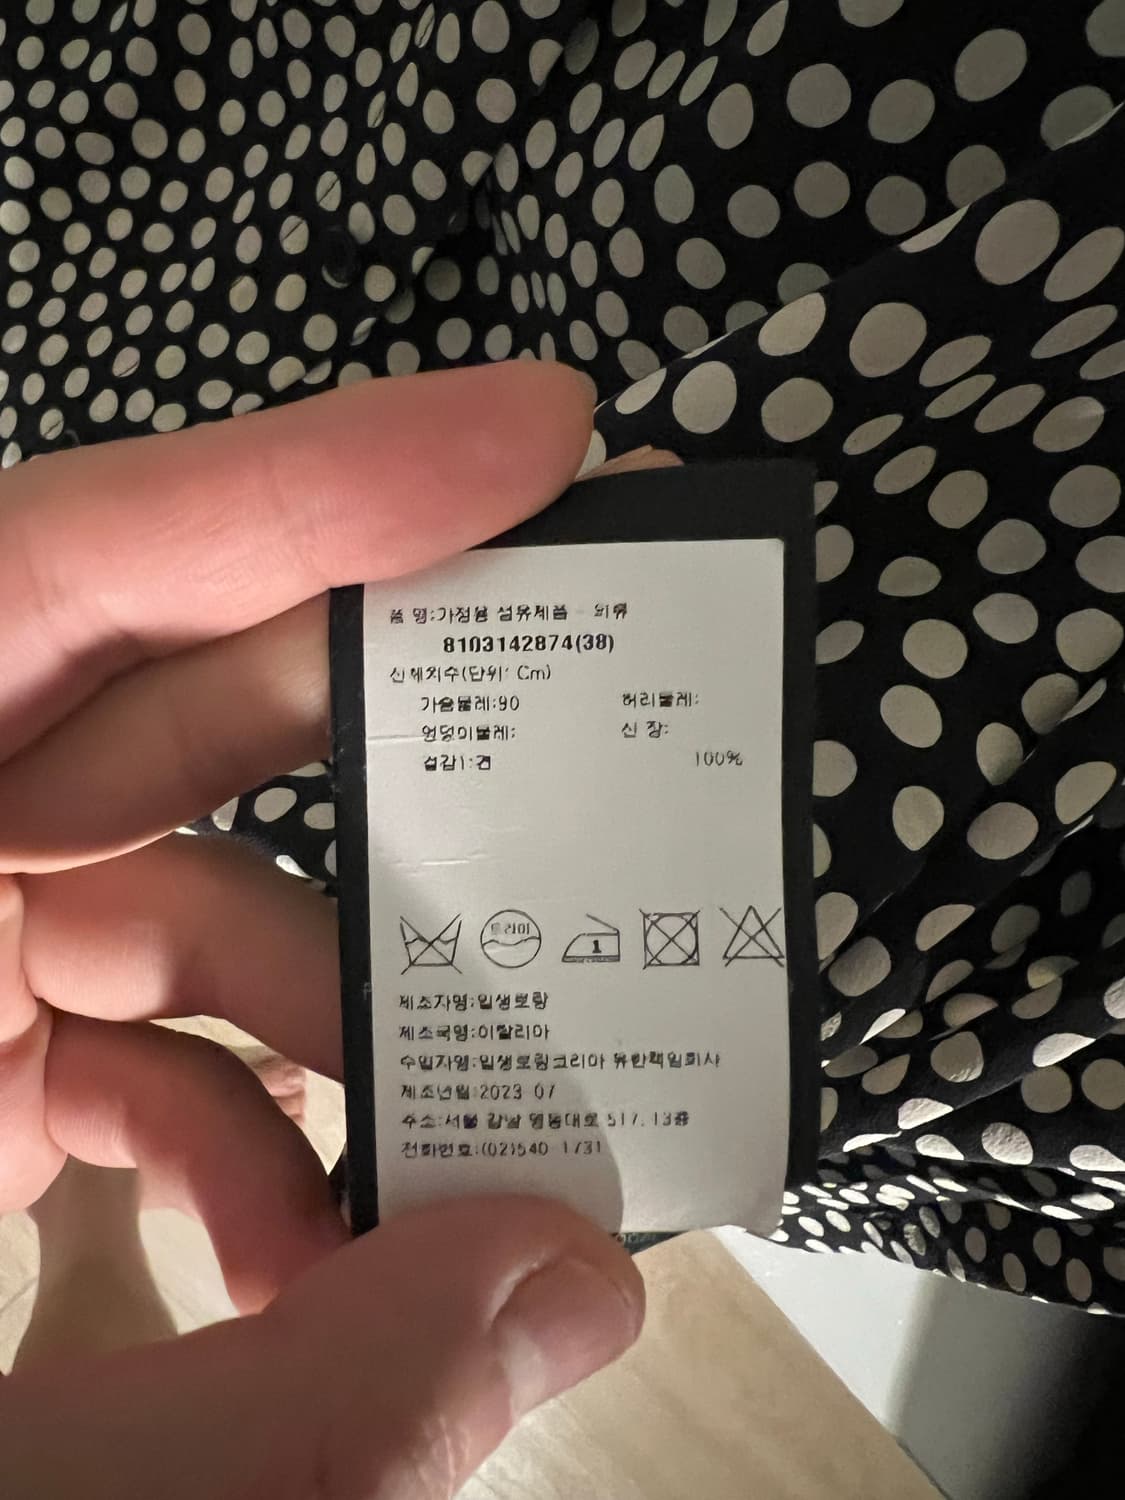 품 명:가정용 섬유제품 의류
8103142874(38)
신체치수(단위: Cm)
가슴둘레:90 허리둘레:
엉덩이둘레: 신 장:
겉감1:견 100%
드라이
1
제조자명:입생로랑
제조국명:이탈리아
수입자명:입생로랑코리아 유한책임회사
제조년월:2023 07
주소:서울 강남 영동대로 517, 13층
전화번호:(02)540 1731